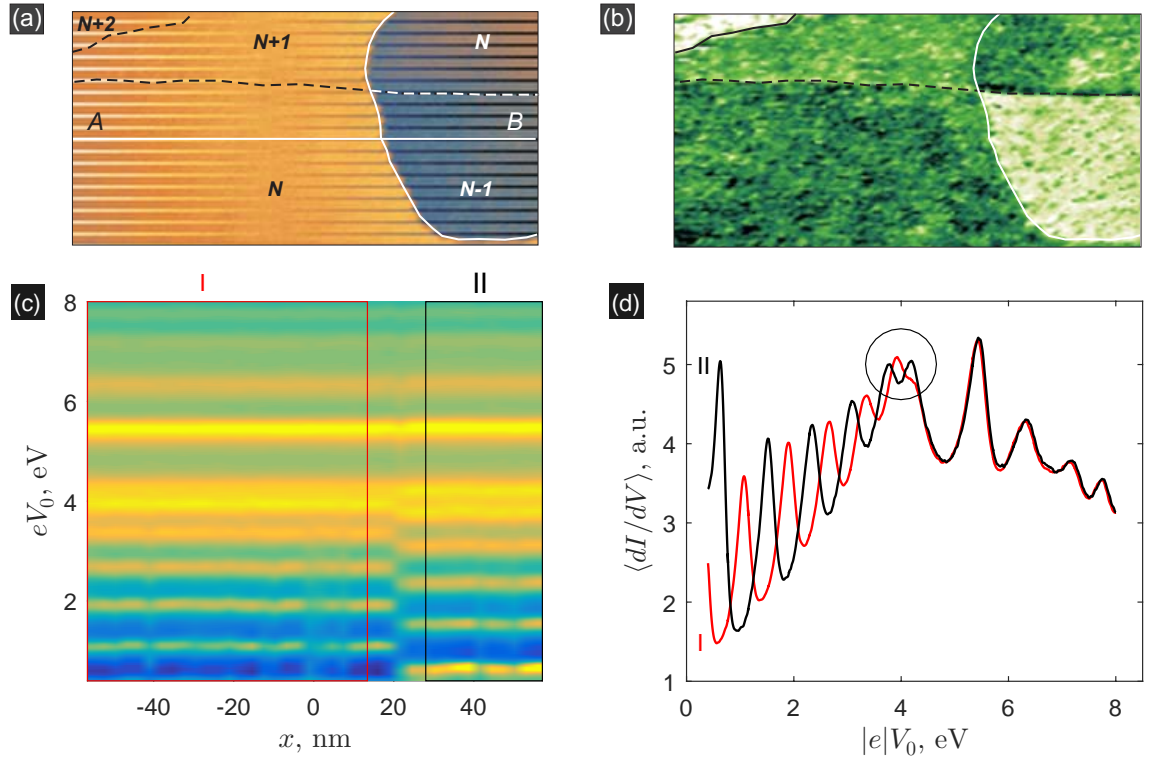 (a)
N+2
N+1
N
A
B
N
N-1
(b)
(c)
I
II
8
6
4
2
eV₀, eV
-40
-20
0
20
40
x, nm
(d)
II
I
5
4
3
2
1
⟨dI/dV⟩, a.u.
0
2
4
6
8
|e|V₀, eV